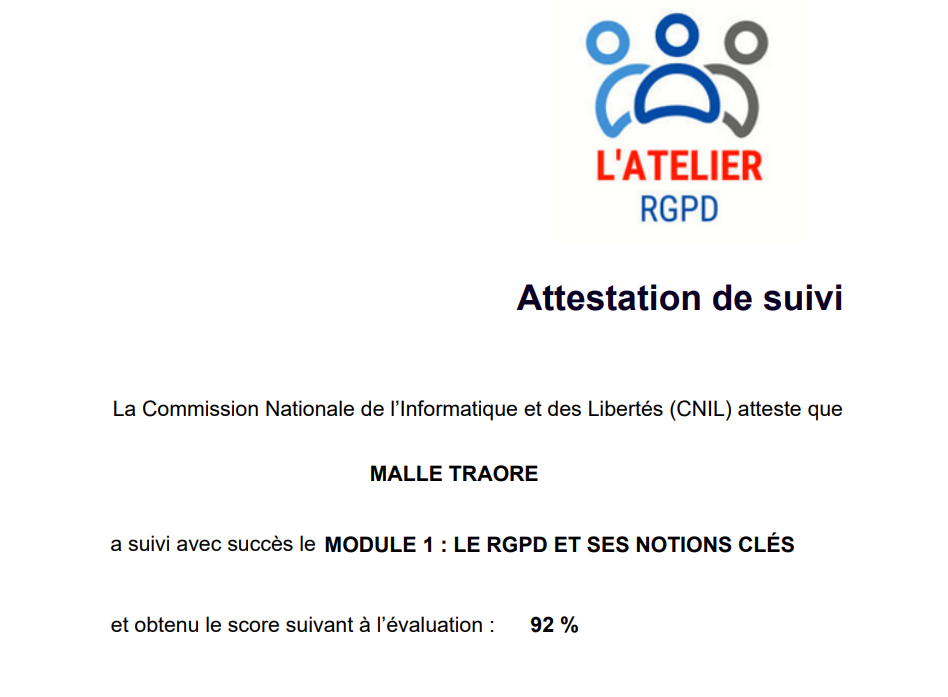 L'ATELIER
RGPD
Attestation de suivi
La Commission Nationale de l’Informatique et des Libertés (CNIL) atteste que
MALLE TRAORE
a suivi avec succès le MODULE 1 : LE RGPD ET SES NOTIONS CLÉS
et obtenu le score suivant à l’évaluation : 92 %